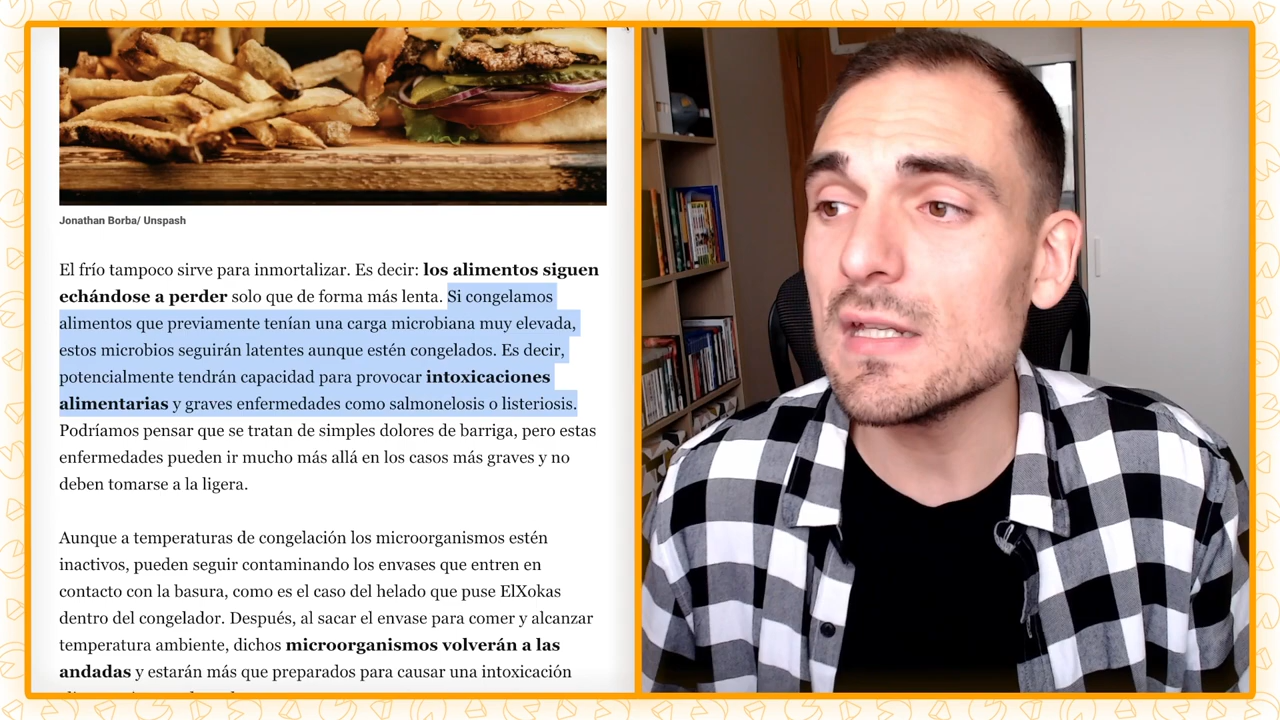 Jonathan Borba/ Unspash
El frío tampoco sirve para inmortalizar. Es decir: los alimentos siguen
echándose a perder solo que de forma más lenta. Si congelamos
alimentos que previamente tenían una carga microbiana muy elevada,
estos microbios seguirán latentes aunque estén congelados. Es decir,
potencialmente tendrán capacidad para provocar intoxicaciones
alimentarias y graves enfermedades como salmonelosis o listeriosis.
Podríamos pensar que se tratan de simples dolores de barriga, pero estas
enfermedades pueden ir mucho más allá en los casos más graves y no
deben tomarse a la ligera.
Aunque a temperaturas de congelación los microorganismos estén
inactivos, pueden seguir contaminando los envases que entren en
contacto con la basura, como es el caso del helado que puse ElXokas
dentro del congelador. Después, al sacar el envase para comer y alcanzar
temperatura ambiente, dichos microorganismos volverán a las
andadas y estarán más que preparados para causar una intoxicación